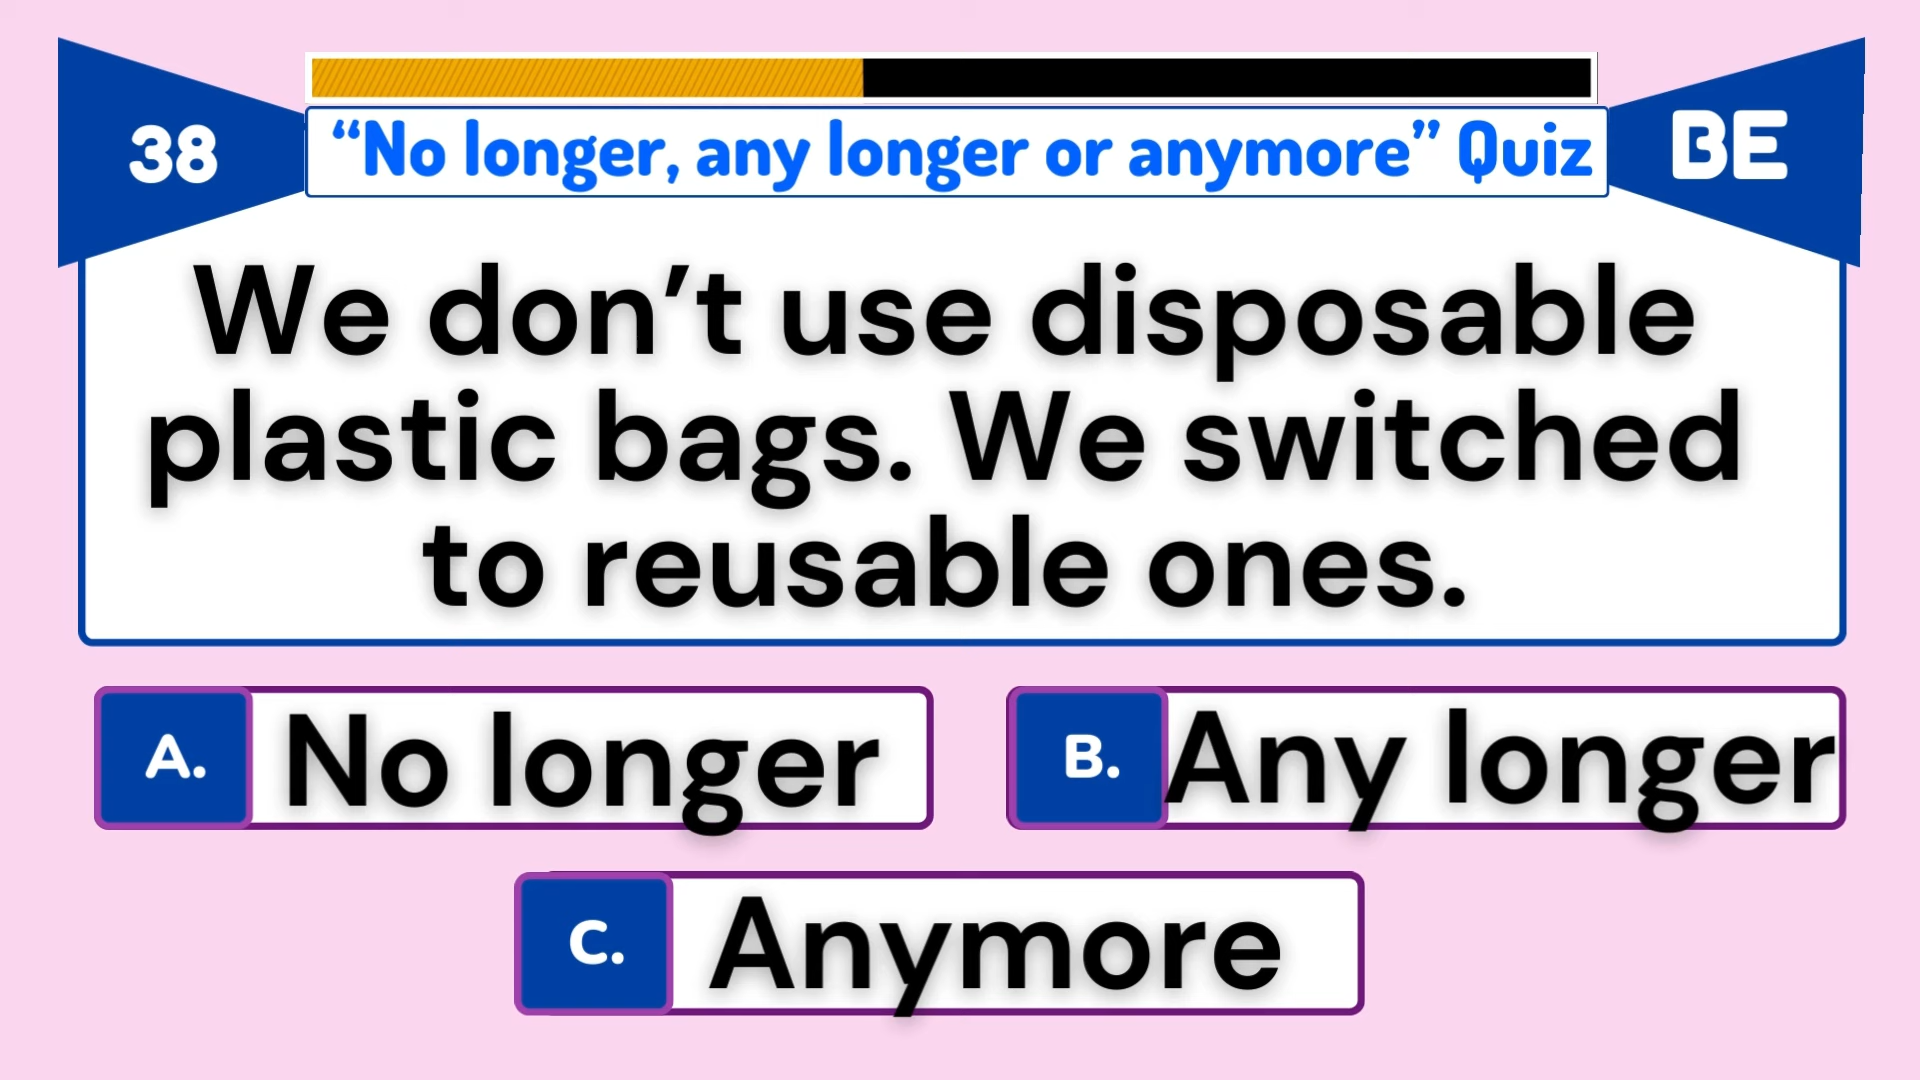 38
“No longer, any longer or anymore” Quiz
BE
We don’t use disposable
plastic bags. We switched
to reusable ones.
A. No longer
B. Any longer
C. Anymore